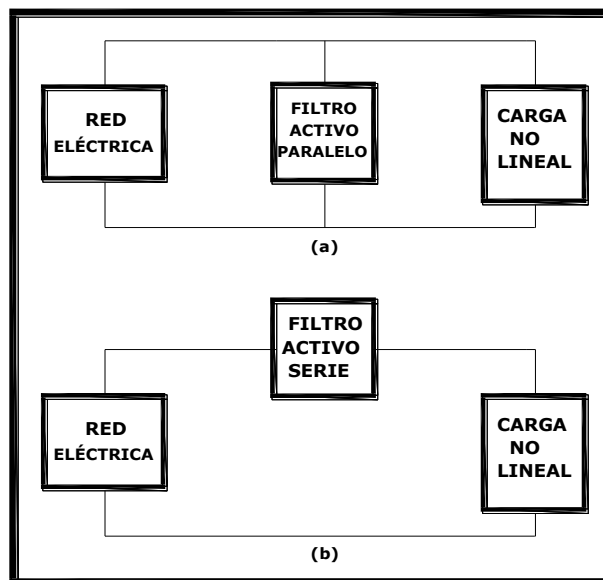 RED
ELÉCTRICA
FILTRO
ACTIVO
PARALELO
CARGA
NO
LINEAL
(a)
FILTRO
ACTIVO
SERIE
RED
ELÉCTRICA
CARGA
NO
LINEAL
(b)